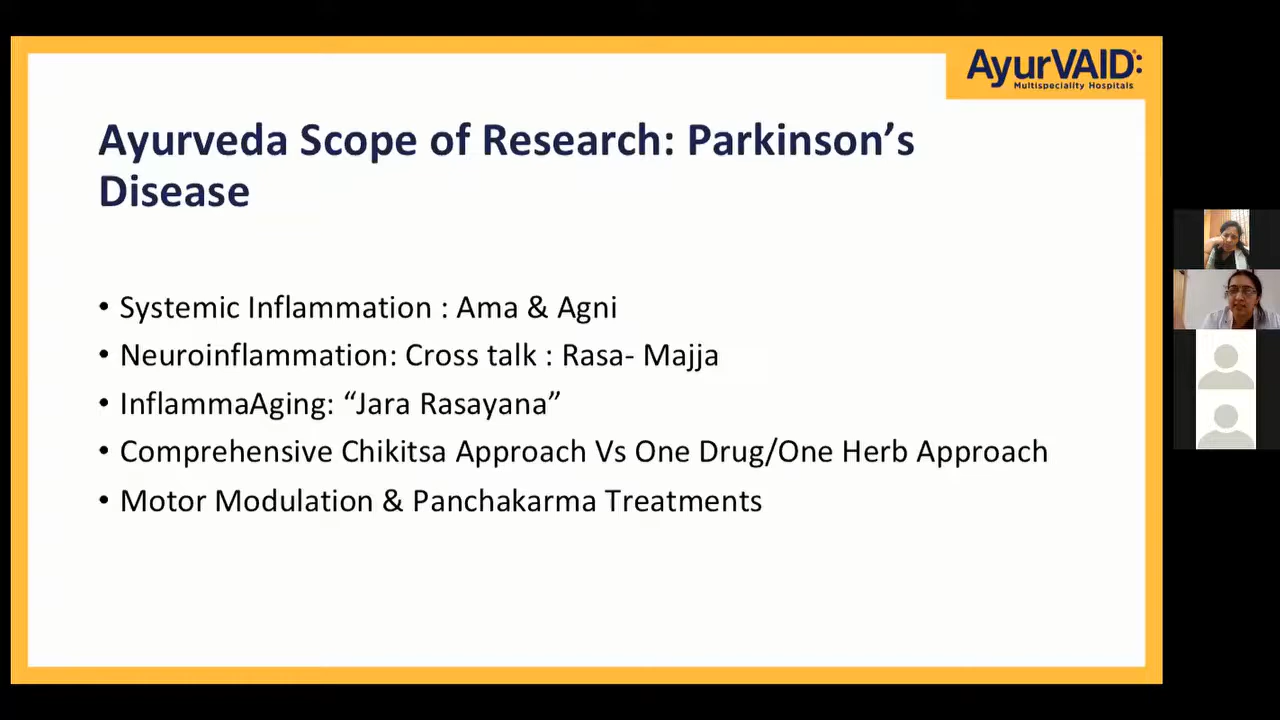 AyurVAID:
Multispeciality Hospitals
Ayurveda Scope of Research: Parkinson’s
Disease
• Systemic Inflammation : Ama & Agni
• Neuroinflammation: Cross talk : Rasa- Majja
• InflammaAging: “Jara Rasayana”
• Comprehensive Chikitsa Approach Vs One Drug/One Herb Approach
• Motor Modulation & Panchakarma Treatments